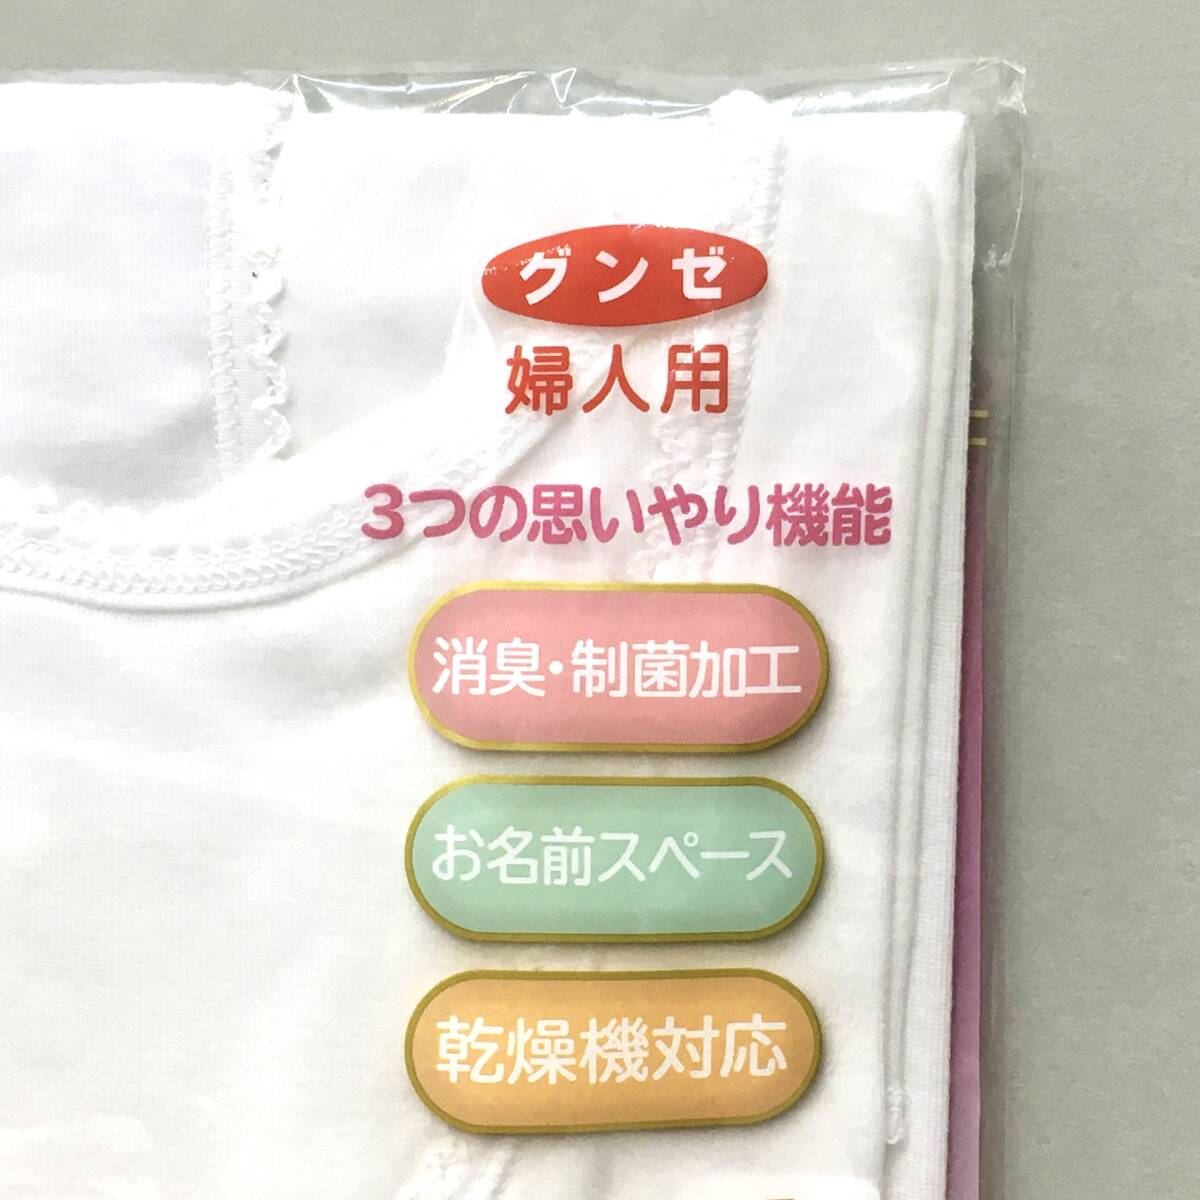 グンゼ
婦人用
3つの思いやり機能
消臭・制菌加工
お名前スペース
乾燥機対応